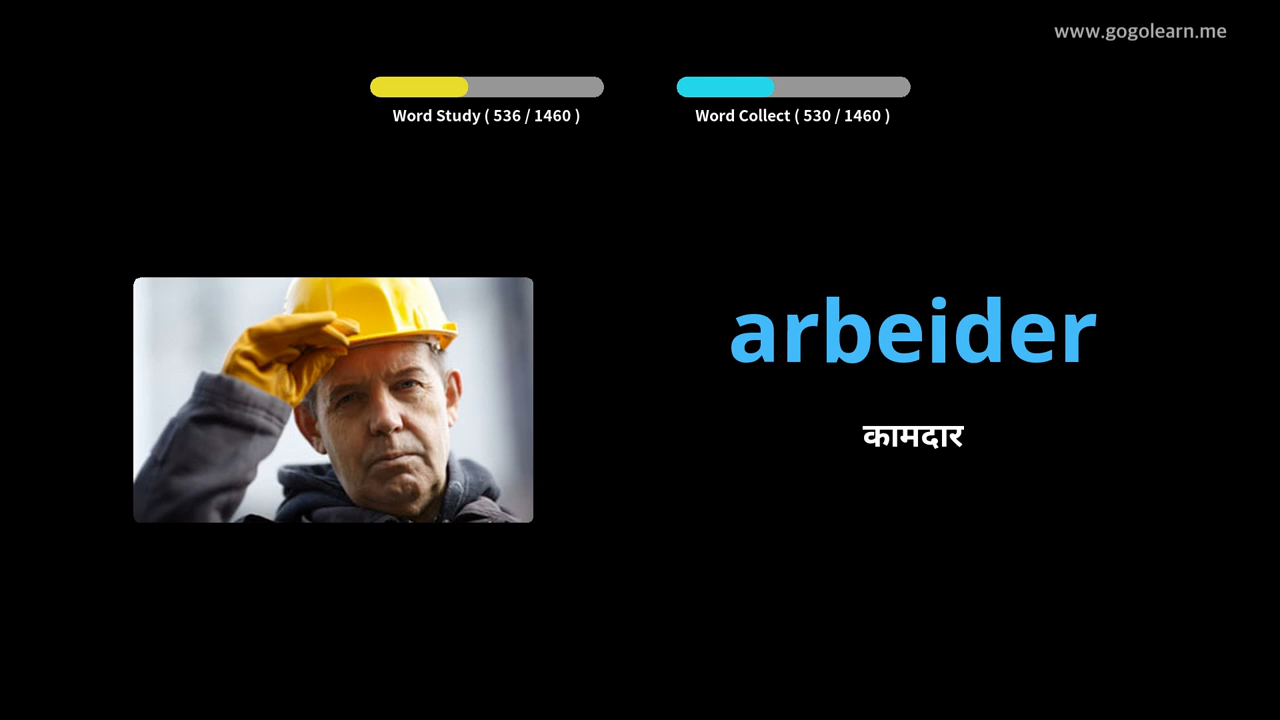 www.gogolearn.me
Word Study ( 536 / 1460 )
Word Collect ( 530 / 1460 )
arbeider
कामदार